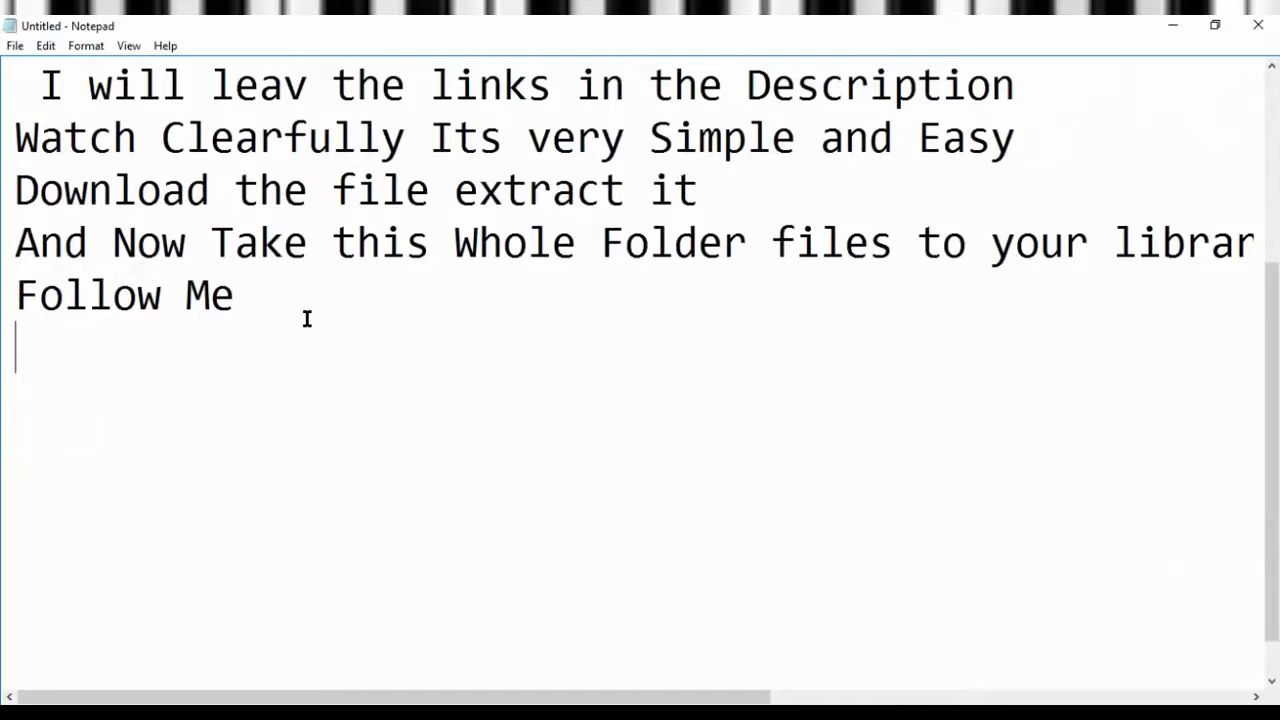 Untitled - Notepad
File Edit Format View Help
I will leav the links in the Description
Watch Clearfully Its very Simple and Easy
Download the file extract it
And Now Take this Whole Folder files to your librar
Follow Me